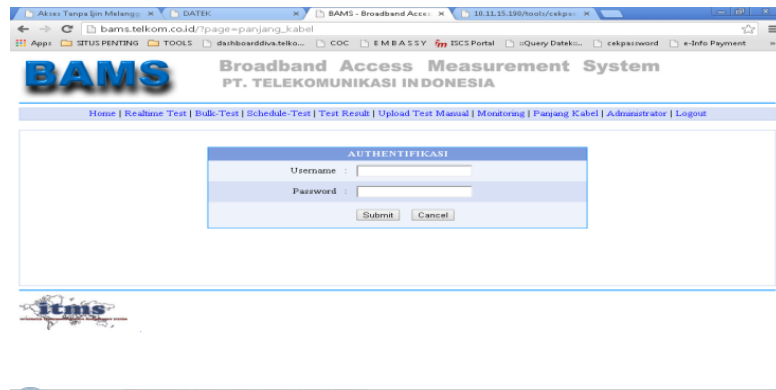 Akses Tanpa Ijin Melangg
DATEK
BAMS - Broadband Acce
10.11.15.190/tools/cekpas
bams.telkom.co.id/?page=panjang_kabel
Apps SITUS PENTING TOOLS dashboarddiva.telko... COC E M B A S S Y ISCS Portal ::Query Datek::. cekpassword e-Info Payment »
BAMS
Broadband Access Measurement System
PT. TELEKOMUNIKASI INDONESIA
Home | Realtime Test | Bulk-Test | Schedule-Test | Test Result | Upload Test Manual | Monitoring | Panjang Kabel | Administrator | Logout
AUTHENTIFIKASI
Username :
Password :
Submit Cancel
itms